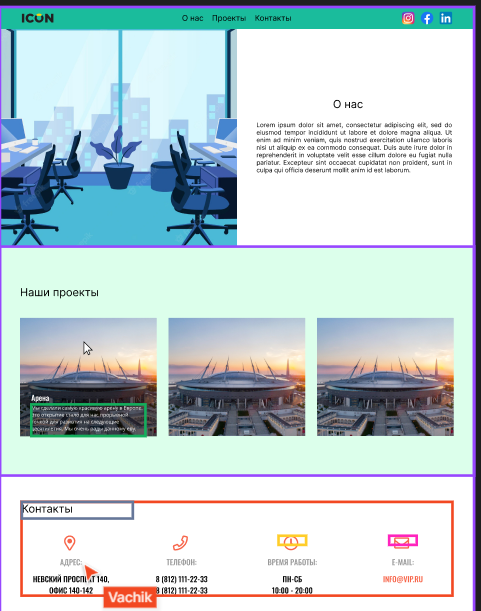 ICON
О нас Проекты Контакты
О нас
Lorem ipsum dolor sit amet, consectetur adipiscing elit, sed do
eiusmod tempor incididunt ut labore et dolore magna aliqua. Ut
enim ad minim veniam, quis nostrud exercitation ullamco laboris
nisi ut aliquip ex ea commodo consequat. Duis aute irure dolor in
reprehenderit in voluptate velit esse cillum dolore eu fugiat nulla
pariatur. Excepteur sint occaecat cupidatat non proident, sunt in
culpa qui officia deserunt mollit anim id est laborum.
Наши проекты
Арена
Мы сделали самую красивую арену в Европе.
Это открытие стало для нас прорывной
точкой для развития на следующие
десятилетие. Мы очень рады данному
Контакты
АДРЕС: ТЕЛЕФОН: ВРЕМЯ РАБОТЫ: E-MAIL:
НЕВСКИЙ ПРОСПЕКТ 140, 8 (812) 111-22-33 ПН-СБ INFO@VIP.RU
ОФИС 140-142 8 (812) 111-22-33 10:00 - 20:00
Vachik